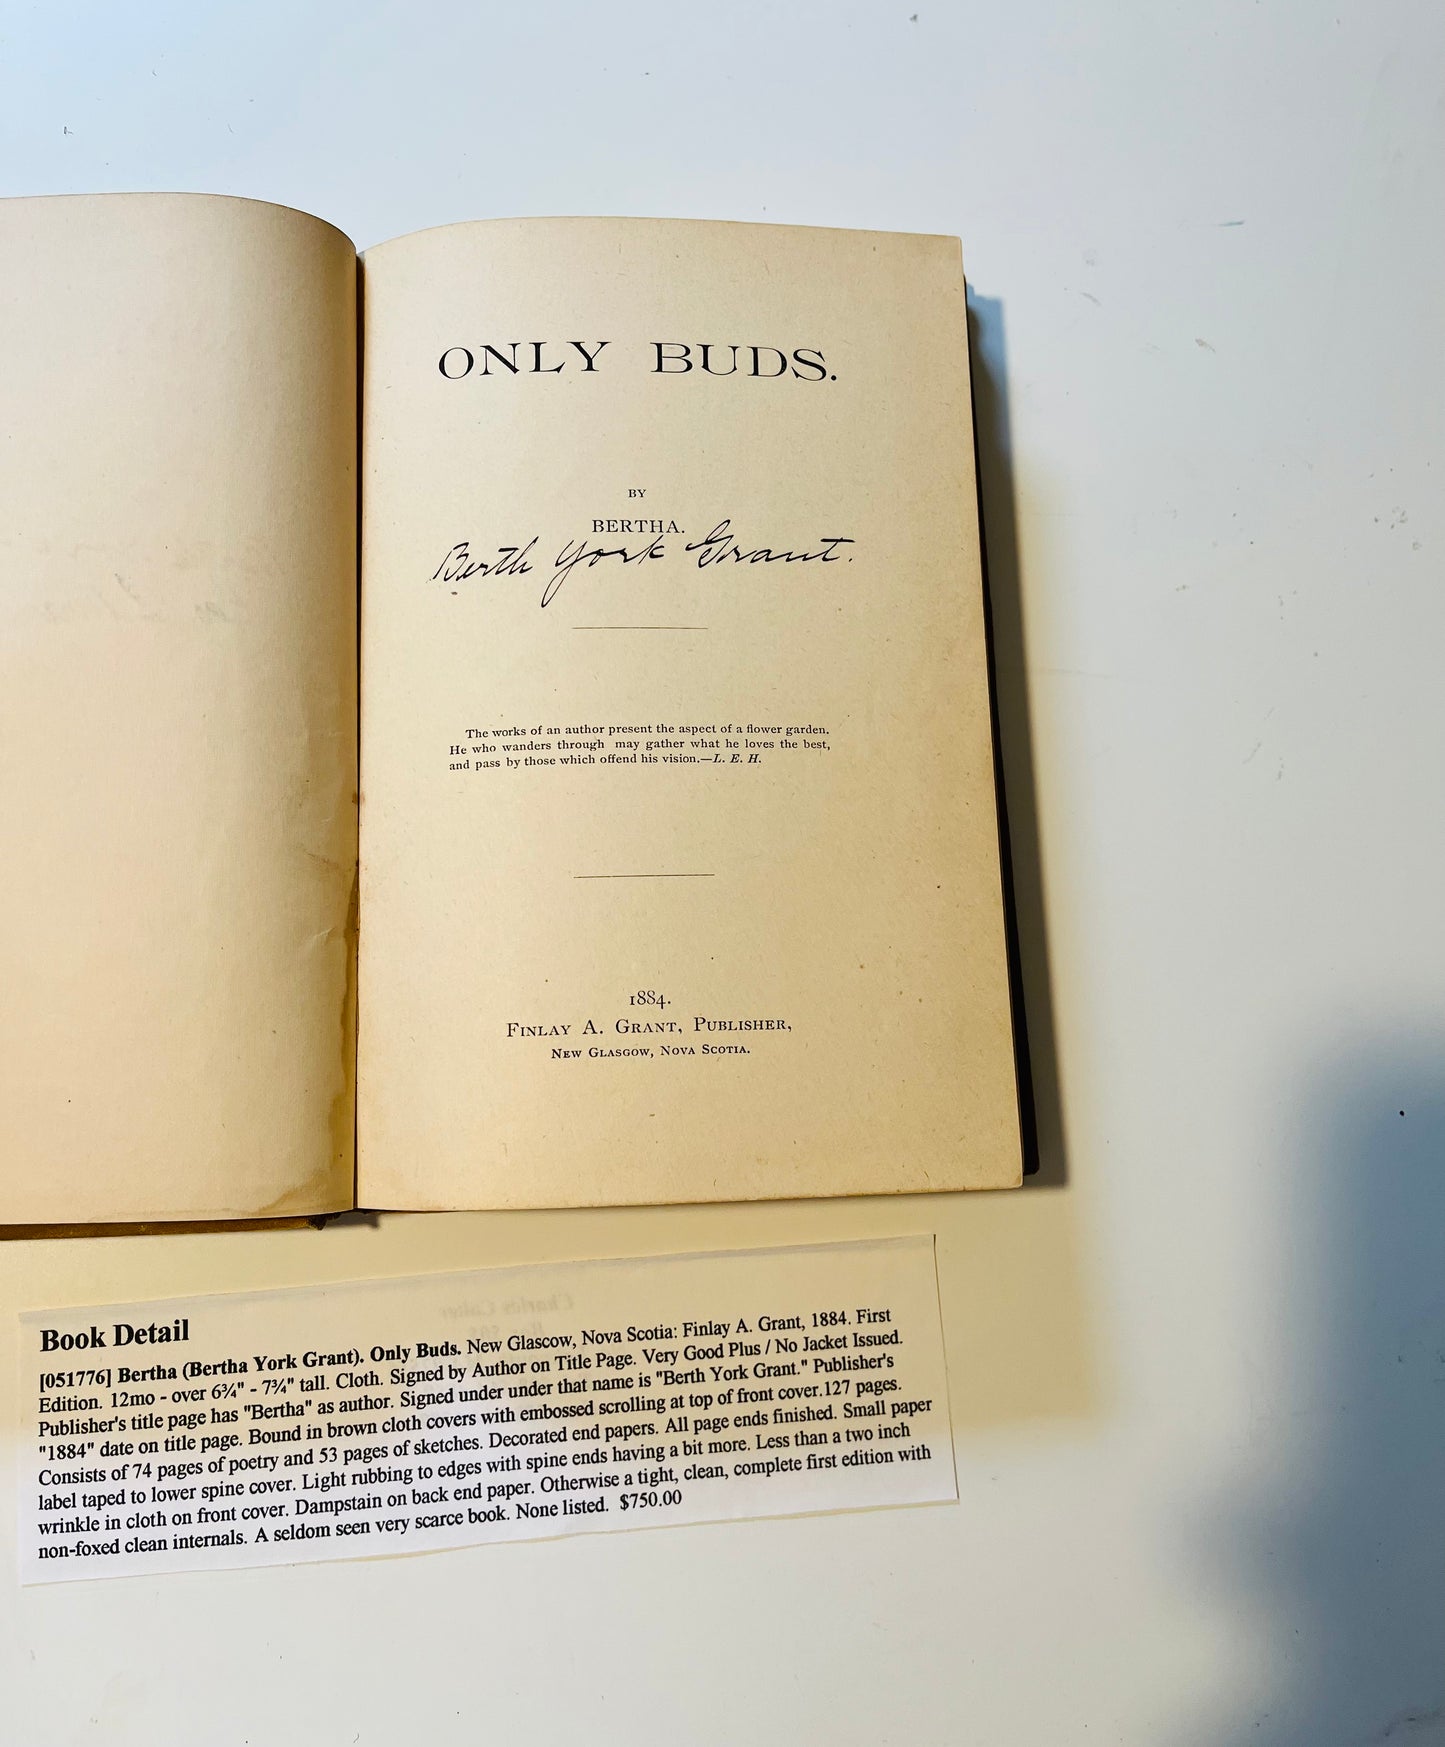 ONLY BUDS.
BY
BERTHA.
Berth York Grant.
The works of an author present the aspect of a flower garden.
He who wanders through may gather what he loves the best,
and pass by those which offend his vision.—L. E. H.
1884.
FINLAY A. GRANT, PUBLISHER,
NEW GLASGOW, NOVA SCOTIA.
Book Detail
[051776] Bertha (Bertha York Grant). Only Buds. New Glascow, Nova Scotia: Finlay A. Grant, 1884. First
Edition. 12mo - over 6¾" - 7¾" tall. Cloth. Signed by Author on Title Page. Very Good Plus / No Jacket Issued.
Publisher's title page has "Bertha" as author. Signed under under that name is "Berth York Grant." Publisher's
"1884" date on title page. Bound in brown cloth covers with embossed scrolling at top of front cover.127 pages.
Consists of 74 pages of poetry and 53 pages of sketches. Decorated end papers. All page ends finished. Small paper
label taped to lower spine cover. Light rubbing to edges with spine ends having a bit more. Less than a two inch
wrinkle in cloth on front cover. Dampstain on back end paper. Otherwise a tight, clean, complete first edition with
non-foxed clean internals. A seldom seen very scarce book. None listed. $750.00